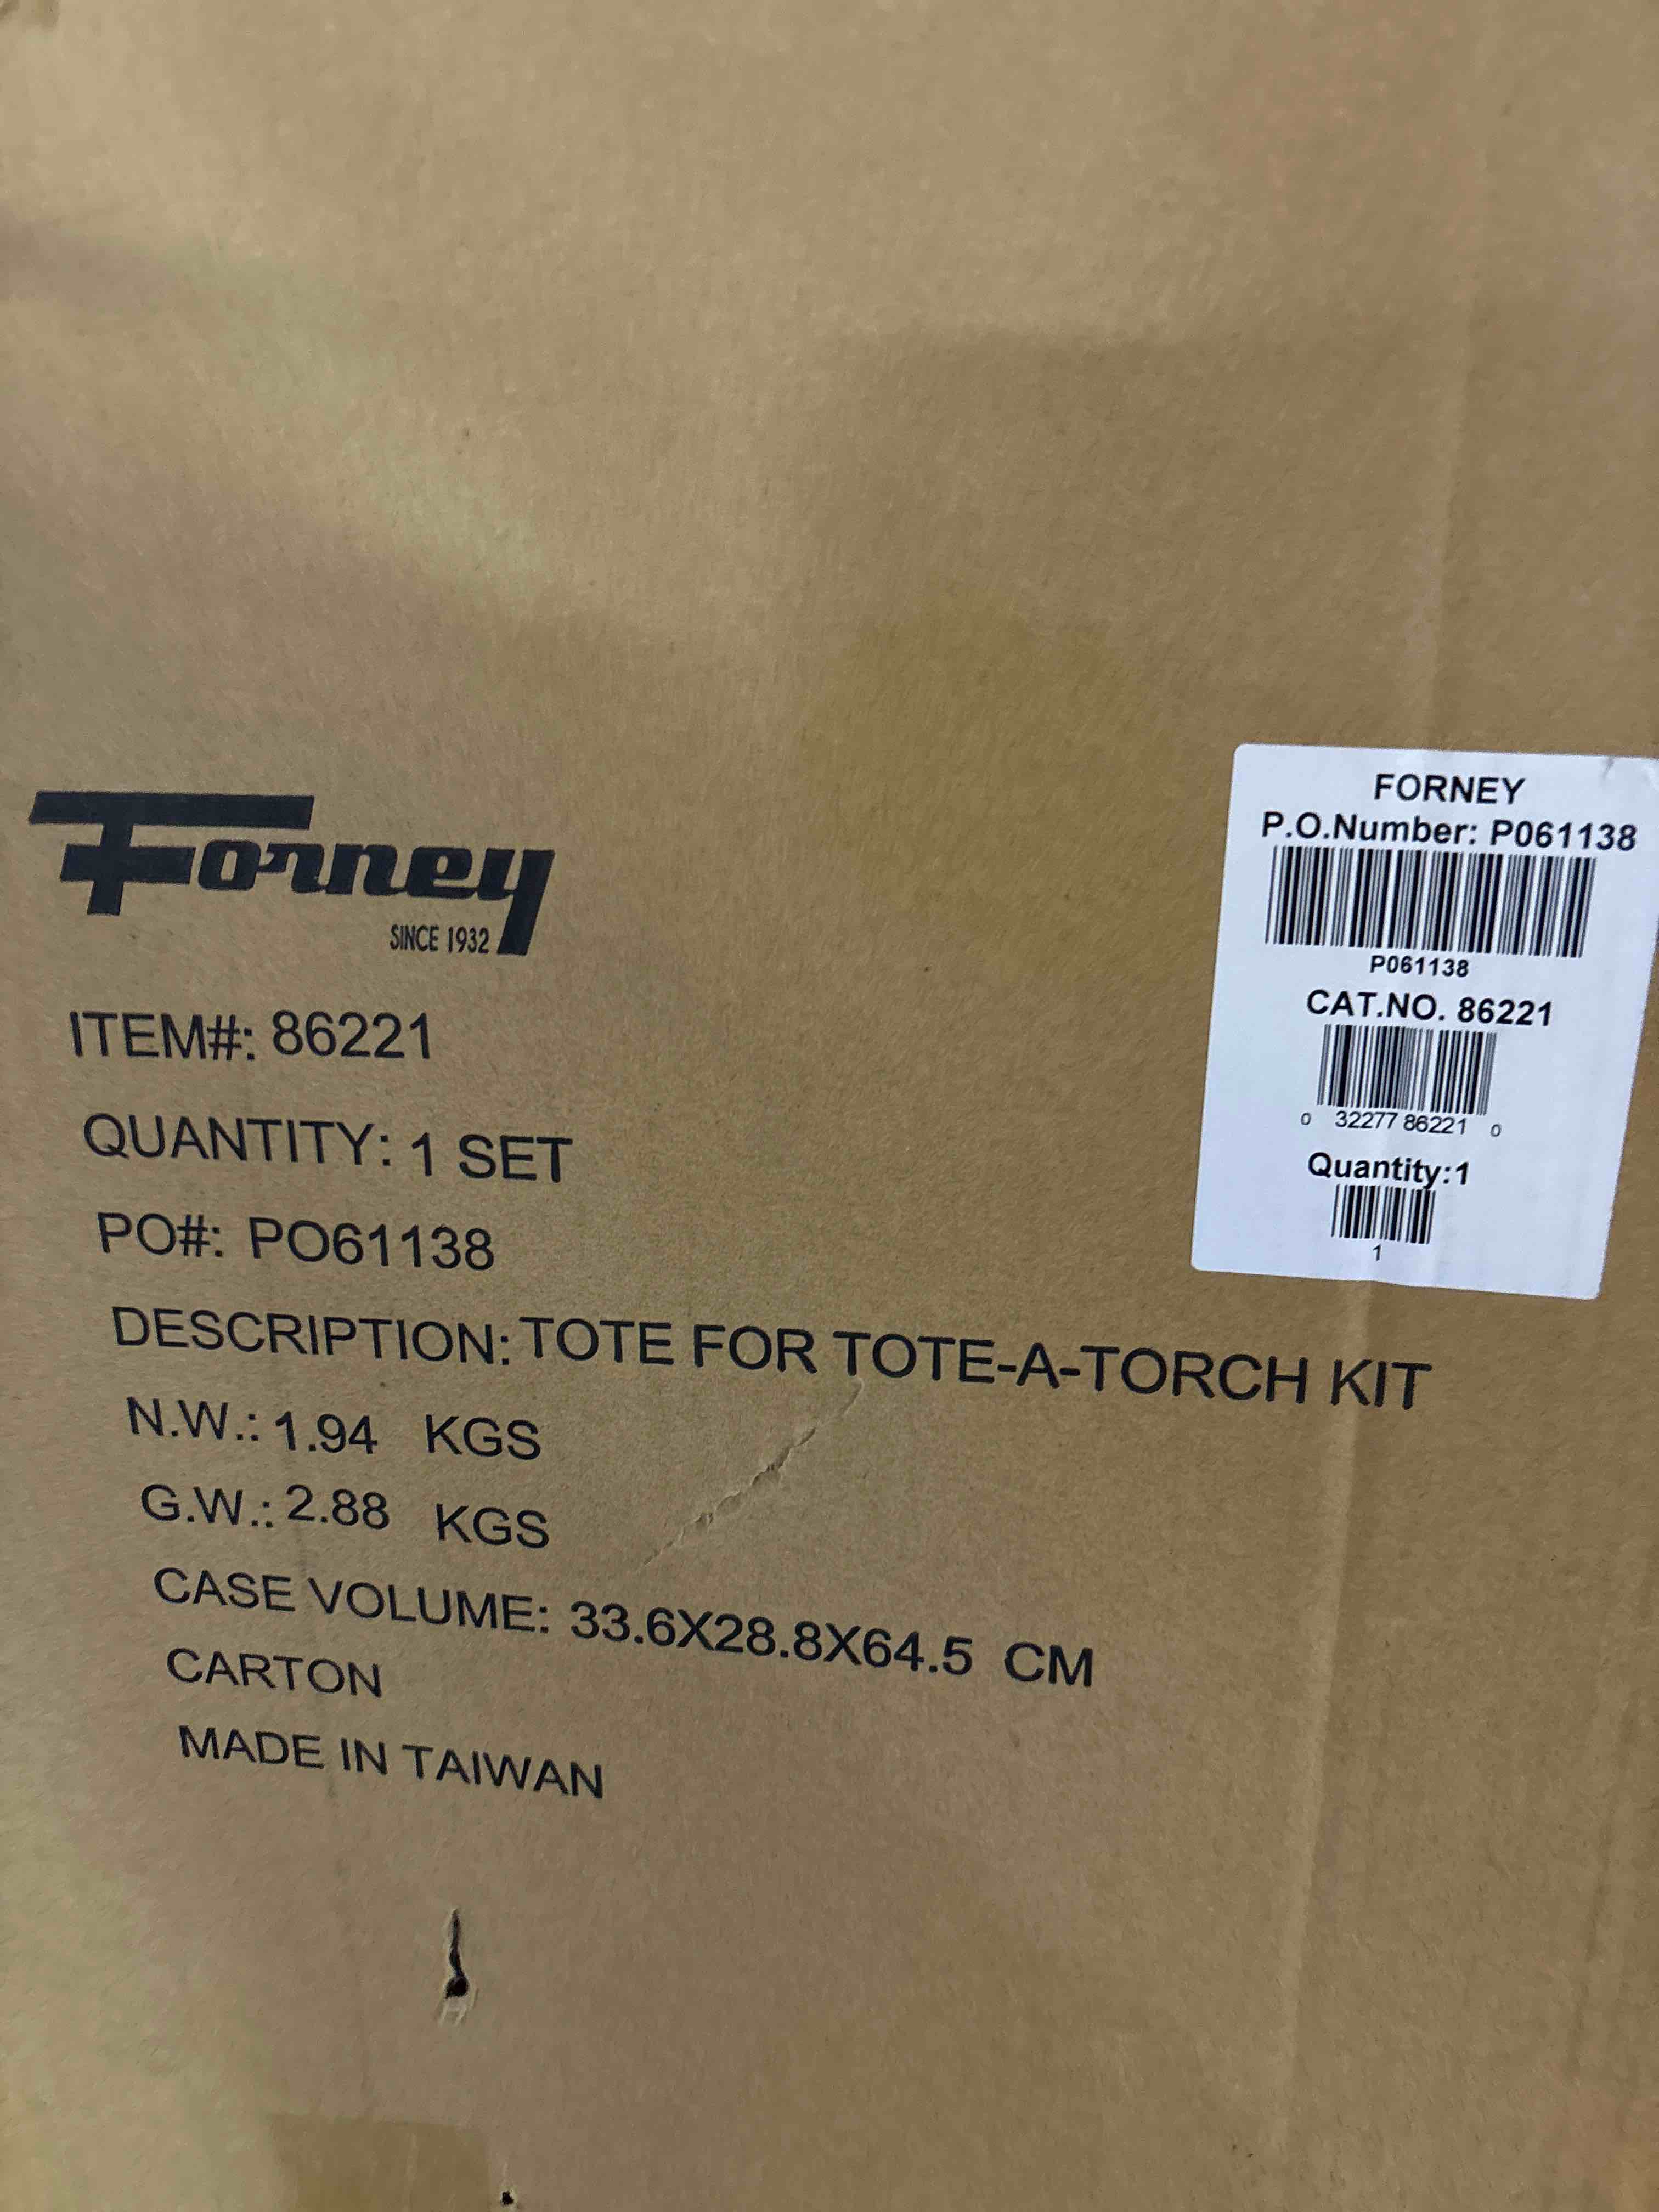 Forney
SINCE 1932
ITEM#: 86221
QUANTITY: 1 SET
PO#: PO61138
DESCRIPTION: TOTE FOR TOTE-A-TORCH KIT
N.W.: 1.94 KGS
G.W.: 2.88 KGS
CASE VOLUME: 33.6X28.8X64.5 CM
CARTON
MADE IN TAIWAN
FORNEY
P.O.Number: P061138
P061138
CAT.NO. 86221
0 32277 86221 0
Quantity:1
1